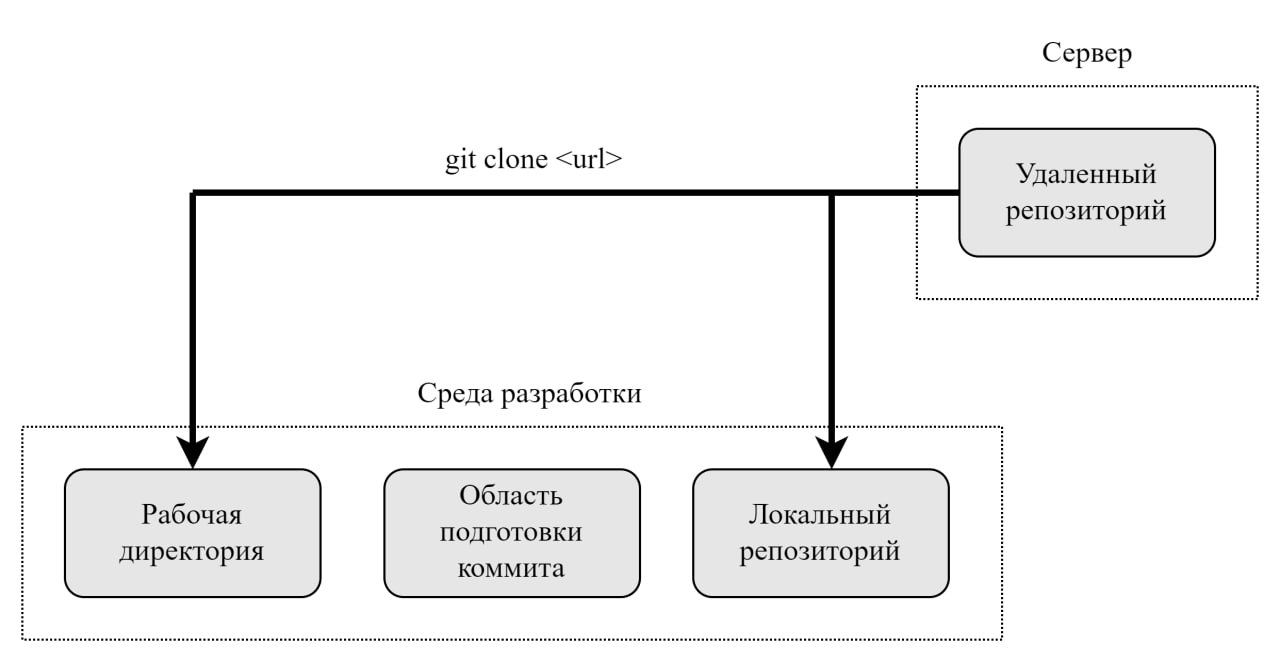 Сервер
git clone <url>
Удаленный
репозиторий
Среда разработки
Рабочая
директория
Область
подготовки
коммита
Локальный
репозиторий